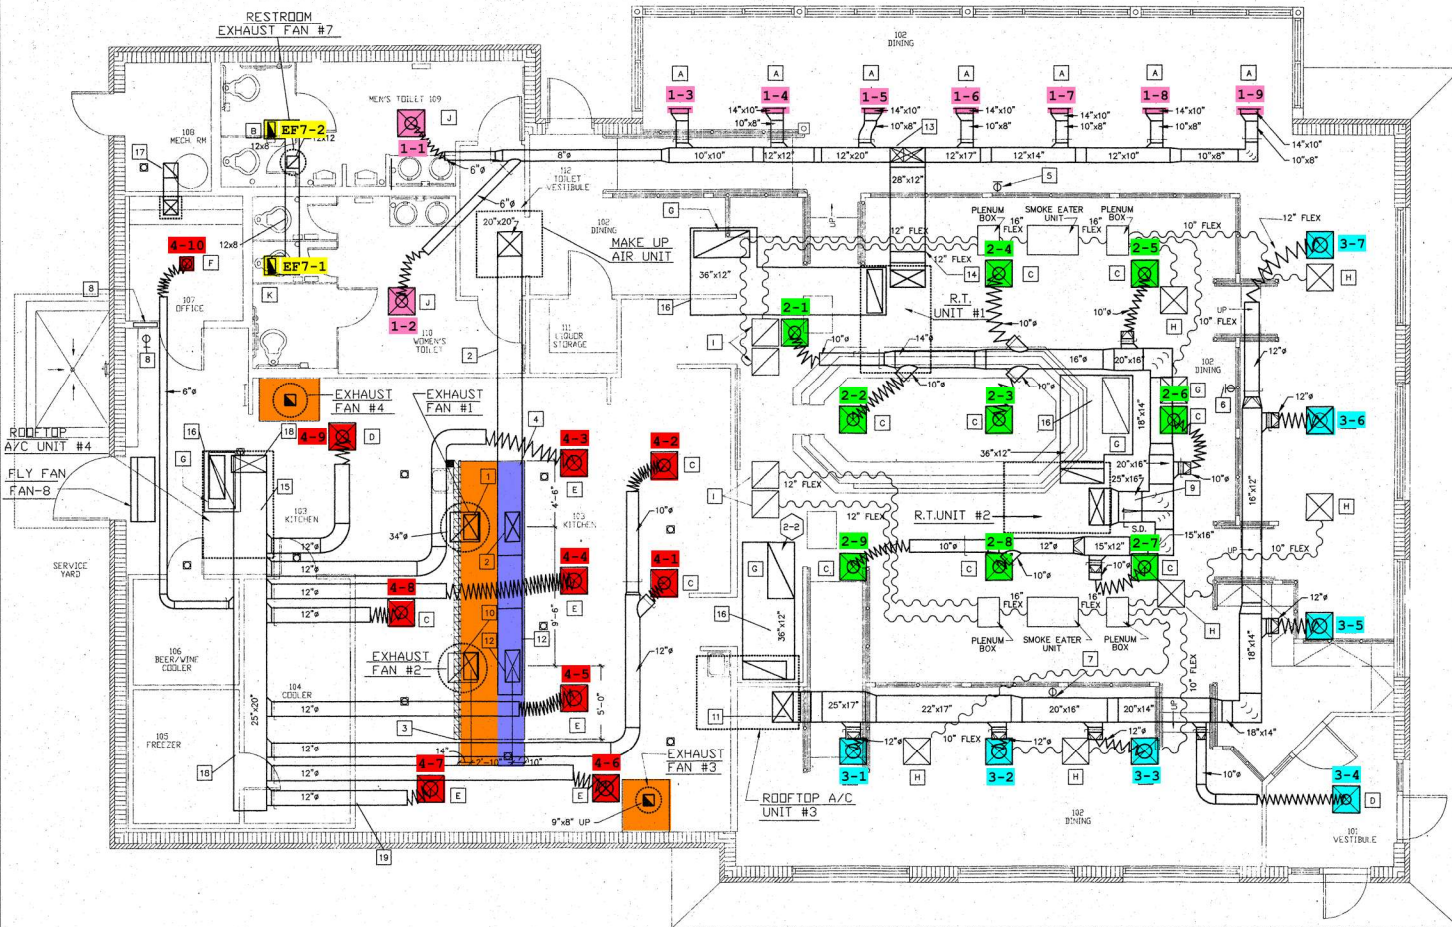 RESTROOM
EXHAUST FAN #7
102
DINING
A
A
A
A
A
A
A
1-3
1-4
1-5
1-6
1-7
1-8
1-9
14"x10"
14"x10"
14"x10"
14"x10"
14"x10"
14"x10"
14"x10"
10"x8"
10"x8"
10"x8"
10"x8"
10"x8"
10"x8"
10"x8"
MEN'S TOILET 109
J
1-1
B
EF7-2
12x8
12x12
108
MECH. RM
17
13
6"ø
8"ø
10"x10"
12"x12"
12"x20"
12"x17"
12"x14"
12"x10"
10"x8"
112
TOILET
VESTIBULE
6"ø
28"x12"
5
G
102
DINING
UP
PLENUM
BOX
SMOKE EATER
UNIT
PLENUM
BOX
16"
FLEX
16"
FLEX
12" FLEX
10" FLEX
12" FLEX
3-7
20"x20"
MAKE UP
AIR UNIT
12x8
4-10
F
EF7-1
K
2-4
2-5
C
C
12" FLEX
14
H
36"x12"
16
8
107
OFFICE
J
1-2
110
WOMEN'S
TOILET
111
LIQUOR
STORAGE
2
R.T.
UNIT #1
2-1
I
10"ø
14"ø
10"ø
10"ø
H
UP
10" FLEX
8
16"ø
20"x16"
102
DINING
12"ø
6"ø
EXHAUST
FAN #4
EXHAUST
FAN #1
4
2-2
C
10"ø
2-3
C
10"ø
16
18"x14"
2-6
C
G
6
12"ø
3-6
ROOFTOP
A/C UNIT #4
16
18
G
4-9
D
4-3
E
4-2
C
36"x12"
G
FLY FAN
FAN-8
15
103
KITCHEN
1
4'-6"
103
KITCHEN
I
12" FLEX
20"x16"
25"x16"
10"ø
9
16"x12"
H
34"ø
2-2
12" FLEX
R.T.UNIT #2
S.D.
15"x16"
10"ø
SERVICE
YARD
12"ø
12"ø
12"ø
12"ø
4-8
C
2
4-4
E
4-1
C
G
2-9
C
10"ø
2-8
C
12"ø
10"ø
15"x12"
2-7
C
10"ø
UP
10" FLEX
10
9'-6"
16
36"x12"
16"
FLEX
16"
FLEX
H
12"ø
3-5
106
BEER/WINE
COOLER
EXHAUST
FAN #2
12
12
12"ø
PLENUM
BOX
SMOKE EATER
UNIT
PLENUM
BOX
7
18"x14"
104
COOLER
25"x20"
12"ø
12"ø
4-5
E
5'-0"
11
25"x17"
22"x17"
20"x16"
20"x14"
10" FLEX
UP
105
FREEZER
3
12"ø
14"
2'-10"
10"
EXHAUST
FAN #3
12"ø
10" FLEX
12"ø
12"ø
18"x14"
18
12"ø
12"ø
4-7
E
4-6
E
3-1
H
3-2
H
3-3
10"ø
3-4
D
9"x8" UP
ROOFTOP A/C
UNIT #3
102
DINING
101
VESTIBULE
19